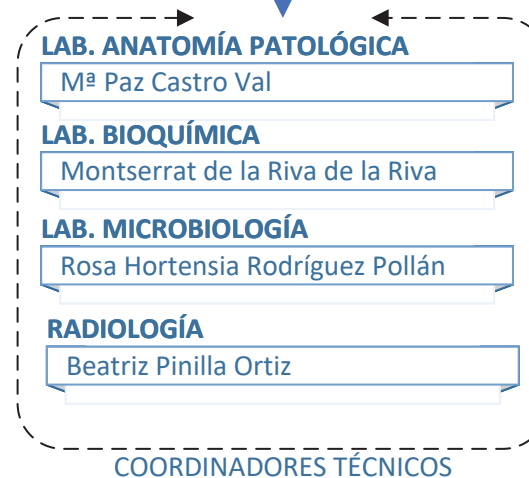 LAB. ANATOMÍA PATOLÓGICA
Mª Paz Castro Val
LAB. BIOQUÍMICA
Montserrat de la Riva de la Riva
LAB. MICROBIOLOGÍA
Rosa Hortensia Rodríguez Pollán
RADIOLOGÍA
Beatriz Pinilla Ortiz
COORDINADORES TÉCNICOS